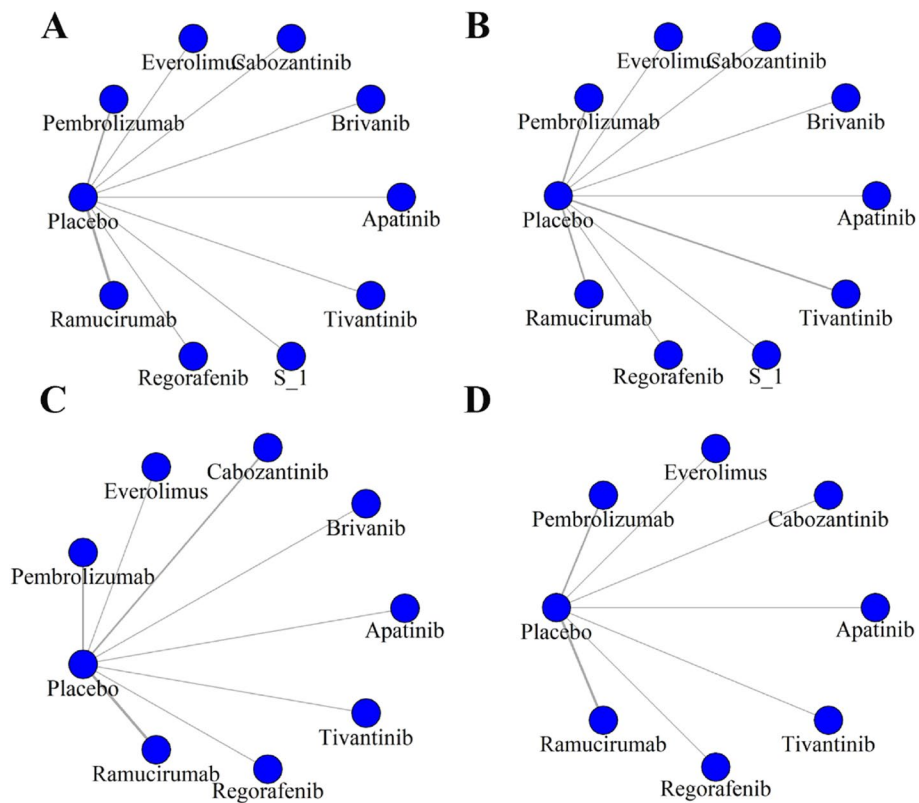 A
Everolimus
Cabozantinib
Pembrolizumab
Brivanib
Placebo
Apatinib
Ramucirumab
Tivantinib
Regorafenib
S_1
B
Everolimus
Cabozantinib
Pembrolizumab
Brivanib
Placebo
Apatinib
Ramucirumab
Tivantinib
Regorafenib
S_1
C
Cabozantinib
Everolimus
Brivanib
Pembrolizumab
Apatinib
Placebo
Tivantinib
Ramucirumab
Regorafenib
D
Everolimus
Pembrolizumab
Cabozantinib
Placebo
Apatinib
Ramucirumab
Tivantinib
Regorafenib